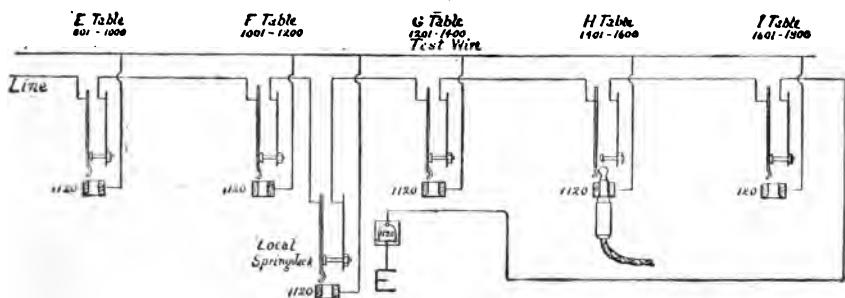 E Table
801 - 1000
F Table
1001 - 1200
G Table
1201 - 1400
H Table
1401 - 1600
I Table
1601 - 1800
Test Wire
Line
1120
1120
1120
1120
1120
Local
Springjack
1120
1120
E